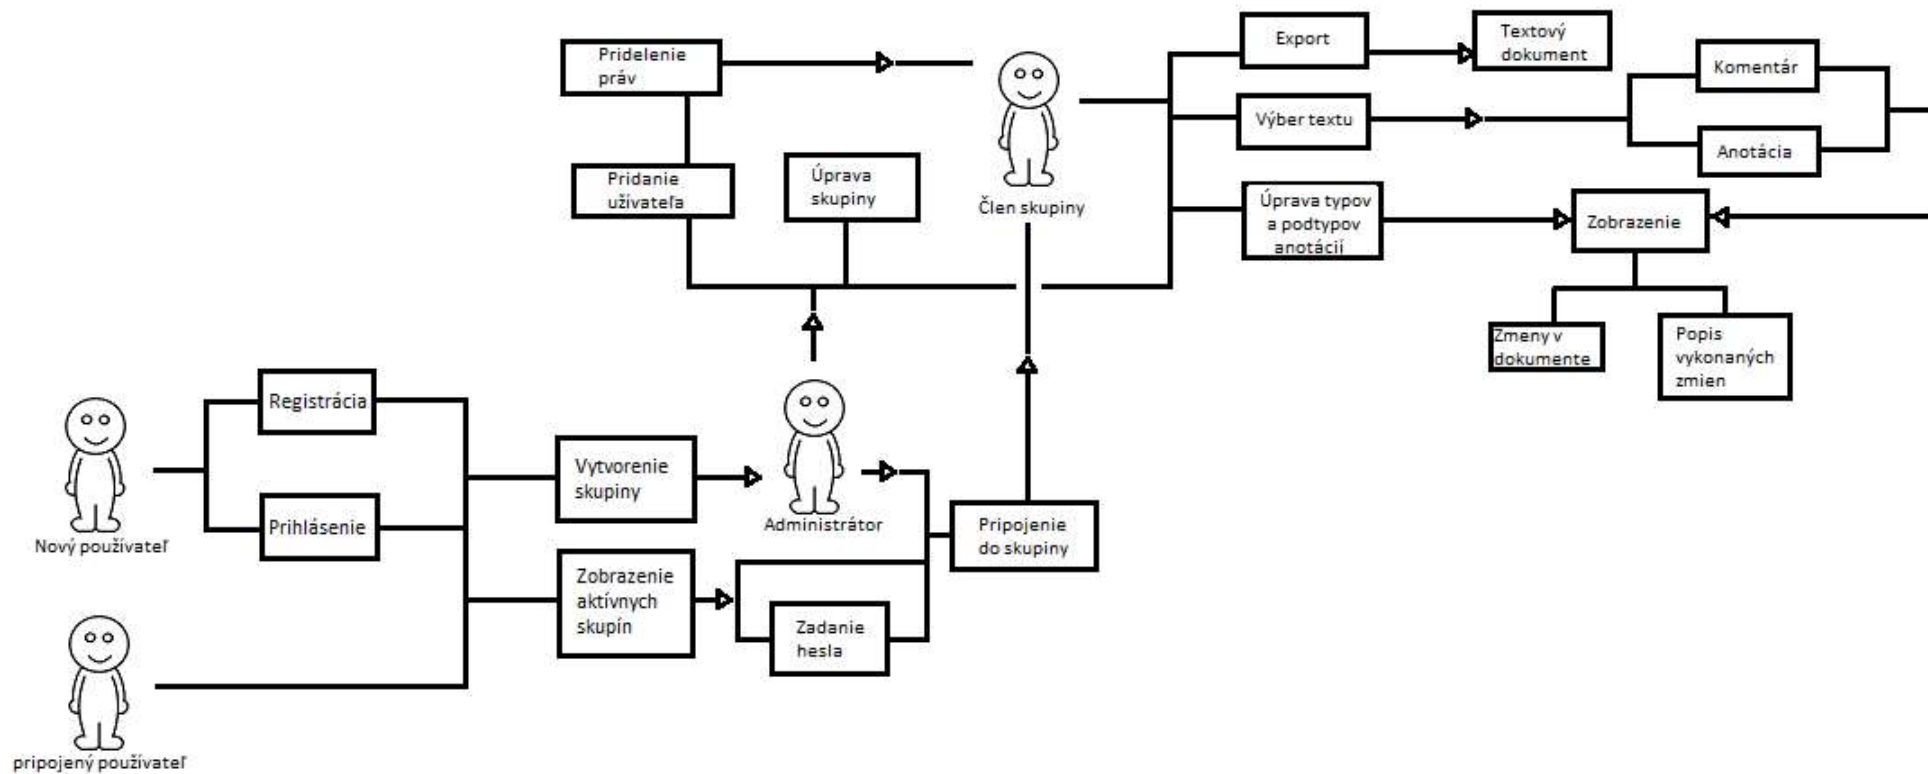 Pridelenie
práv
Pridanie
užívateľa
Úprava
skupiny
Člen skupiny
Export
Textový
dokument
Výber textu
Komentár
Anotácia
Úprava typov
a podtypov
anotácií
Zobrazenie
Zmeny v
dokumente
Popis
vykonaných
zmien
Registrácia
Prihlásenie
Nový používateľ
pripojený používateľ
Vytvorenie
skupiny
Administrátor
Zobrazenie
aktívnych
skupín
Zadanie
hesla
Pripojenie
do skupiny